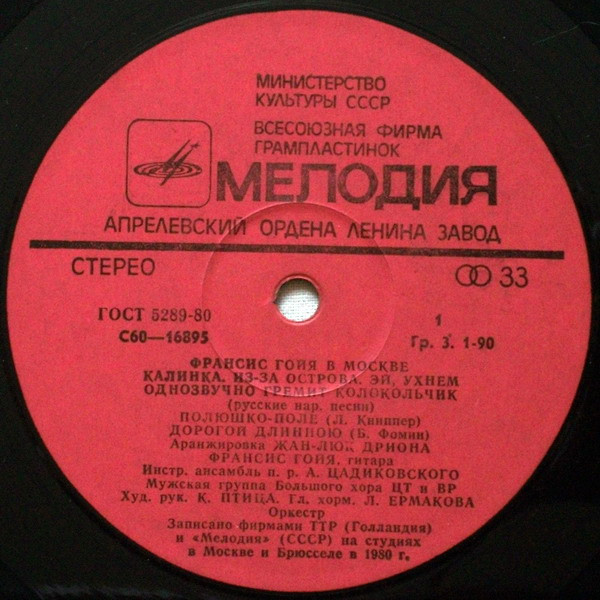 МИНИСТЕРСТВО
КУЛЬТУРЫ СССР
ВСЕСОЮЗНАЯ ФИРМА
ГРАМПЛАСТИНОК
МЕЛОДИЯ
АПРЕЛЕВСКИЙ ОРДЕНА ЛЕНИНА ЗАВОД
СТЕРЕО 33
ГОСТ 5289-80 1
С60—16895 Гр. 3. 1-90
ФРАНСИС ГОЙЯ В МОСКВЕ
КАЛИНКА. ИЗ-ЗА ОСТРОВА. ЭЙ, УХНЕМ
ОДНОЗВУЧНО ГРЕМИТ КОЛОКОЛЬЧИК
(русские нар. песни)
ПОЛЮШКО-ПОЛЕ (Л. Книппер)
ДОРОГОЙ ДЛИННОЮ (Б. Фомин)
Аранжировка ЖАН-ЛЮК ДРИОНА
ФРАНСИС ГОЙЯ, гитара
Инстр. ансамбль п. р. А. ЦАДИКОВСКОГО
Мужская группа Большого хора ЦТ и ВР
Худ. рук. К. ПТИЦА. Гл. хорм. Л. ЕРМАКОВА
Оркестр
Записано фирмами ТТР (Голландия)
и «Мелодия» (СССР) на студиях
в Москве и Брюсселе в 1980 г.